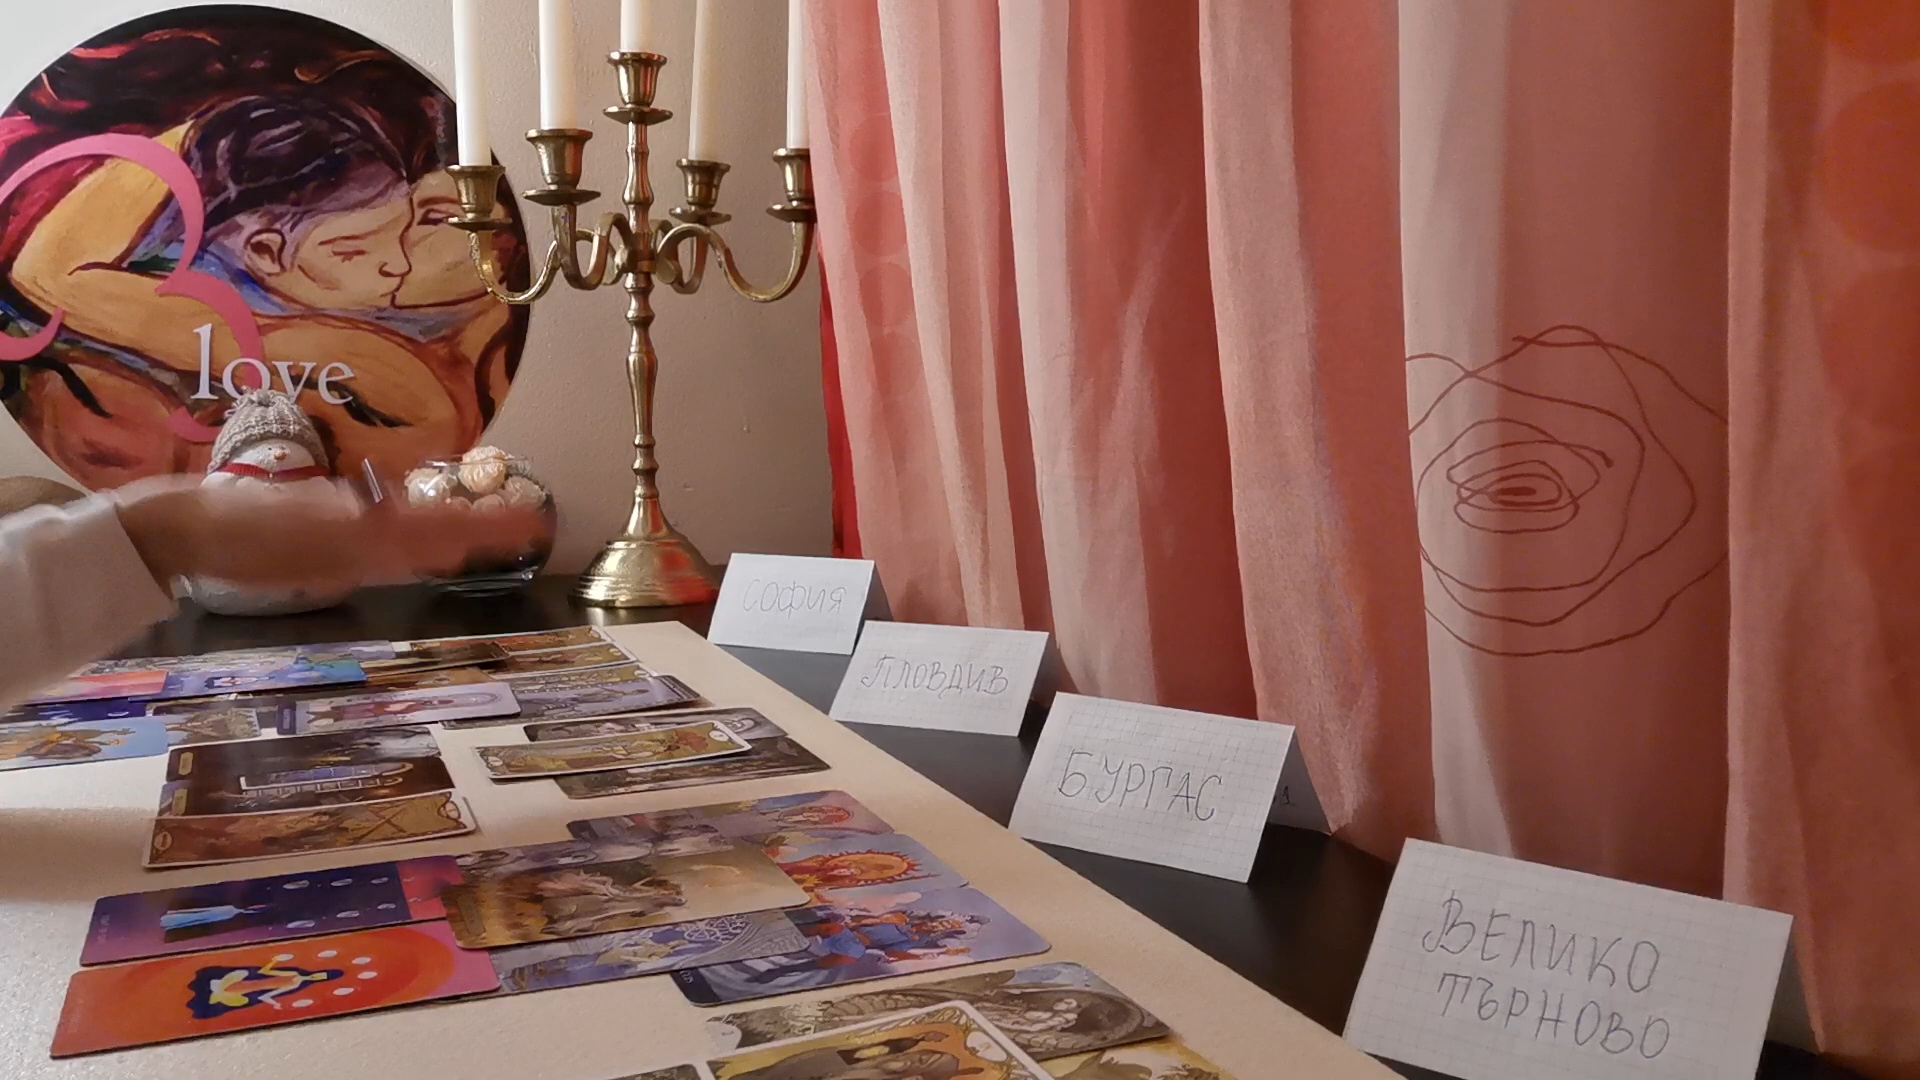 love
СОФИЯ
ПЛОВДИВ
БУРГАС
ВЕЛИКО
ТЪРНОВО